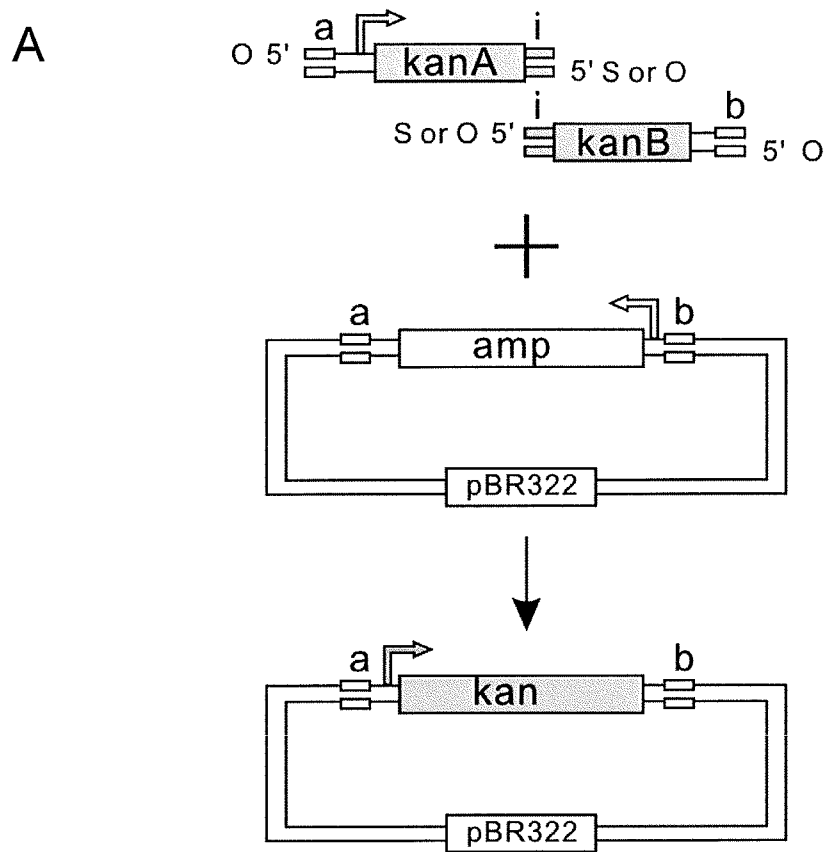 A
a i
O 5' kanA 5' S or O
i b
S or O 5' kanB 5' O
+
a b
amp
pBR322
a b
kan
pBR322